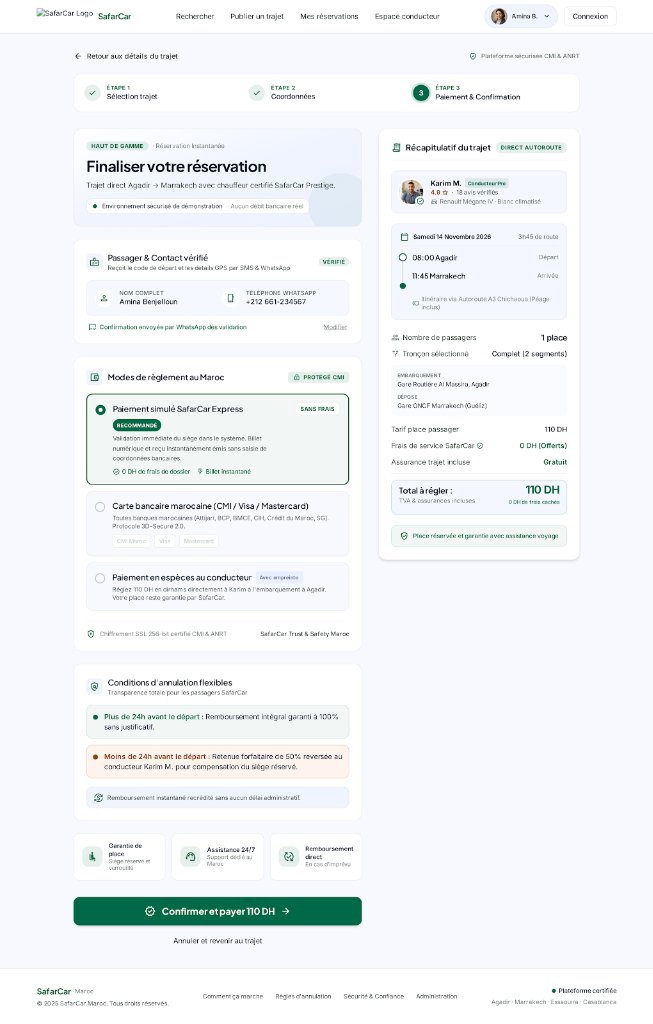 SafarCar Logo SafarCar
Rechercher
Publier un trajet
Mes réservations
Espace conducteur
Amina B.
Connexion
Retour aux détails du trajet
Plateforme sécurisée CMI & ANRT
ÉTAPE 1
Sélection trajet
ÉTAPE 2
Coordonnées
3
ÉTAPE 3
Paiement & Confirmation
HAUT DE GAMME · Réservation Instantanée
Finaliser votre réservation
Trajet direct Agadir → Marrakech avec chauffeur certifié SafarCar Prestige.
Environnement sécurisé de démonstration · Aucun débit bancaire réel
Passager & Contact vérifié
Reçoit le code de départ et les détails GPS par SMS & WhatsApp
VÉRIFIÉ
NOM COMPLET
Amina Benjelloun
TÉLÉPHONE WHATSAPP
+212 661-234567
Confirmation envoyée par WhatsApp dès validation
Modifier
Modes de règlement au Maroc
PROTÉGÉ CMI
Paiement simulé SafarCar Express
SANS FRAIS
RECOMMANDÉ
Validation immédiate du siège dans le système. Billet
numérique et reçu instantanément émis sans saisie de
coordonnées bancaires.
0 DH de frais de dossier
Billet instantané
Carte bancaire marocaine (CMI / Visa / Mastercard)
Toutes banques marocaines (Attijari, BCP, BMCE, CIH, Crédit du Maroc, SG).
Protocole 3D-Secure 2.0.
CMI Maroc
Visa
Mastercard
Paiement en espèces au conducteur
Avec empreinte
Réglez 110 DH en dirhams directement à Karim à l'embarquement à Agadir.
Votre place reste garantie par SafarCar.
Chiffrement SSL 256-bit certifié CMI & ANRT
SafarCar Trust & Safety Maroc
Conditions d'annulation flexibles
Transparence totale pour les passagers SafarCar
Plus de 24h avant le départ : Remboursement intégral garanti à 100%
sans justificatif.
Moins de 24h avant le départ : Retenue forfaitaire de 50% reversée au
conducteur Karim M. pour compensation du siège réservé.
Remboursement instantané recrédité sans aucun délai administratif.
Garantie de
place
Siège réservé et
verrouillé
Assistance 24/7
Support dédié au
Maroc
Remboursement
direct
En cas d'imprévu
Confirmer et payer 110 DH →
Annuler et revenir au trajet
Récapitulatif du trajet
DIRECT AUTOROUTE
Karim M. Conducteur Pro
4.8 · 18 avis vérifiés
Renault Mégane IV · Blanc climatisé
Samedi 14 Novembre 2026
3h45 de route
08:00 Agadir
Départ
11:45 Marrakech
Arrivée
Itinéraire via Autoroute A3 Chichaoua (Péage
inclus)
Nombre de passagers
1 place
Tronçon sélectionné
Complet (2 segments)
EMBARQUEMENT
Gare Routière Al Massira, Agadir
DÉPOSE
Gare ONCF Marrakech (Guéliz)
Tarif place passager
110 DH
Frais de service SafarCar
0 DH (Offerts)
Assurance trajet incluse
Gratuit
Total à régler :
110 DH
TVA & assurances incluses
0 DH de frais cachés
Place réservée et garantie avec assistance voyage
SafarCar Maroc
© 2025 SafarCar Maroc. Tous droits réservés.
Comment ça marche
Règles d'annulation
Sécurité & Confiance
Administration
Plateforme certifiée
Agadir · Marrakech · Essaouira · Casablanca